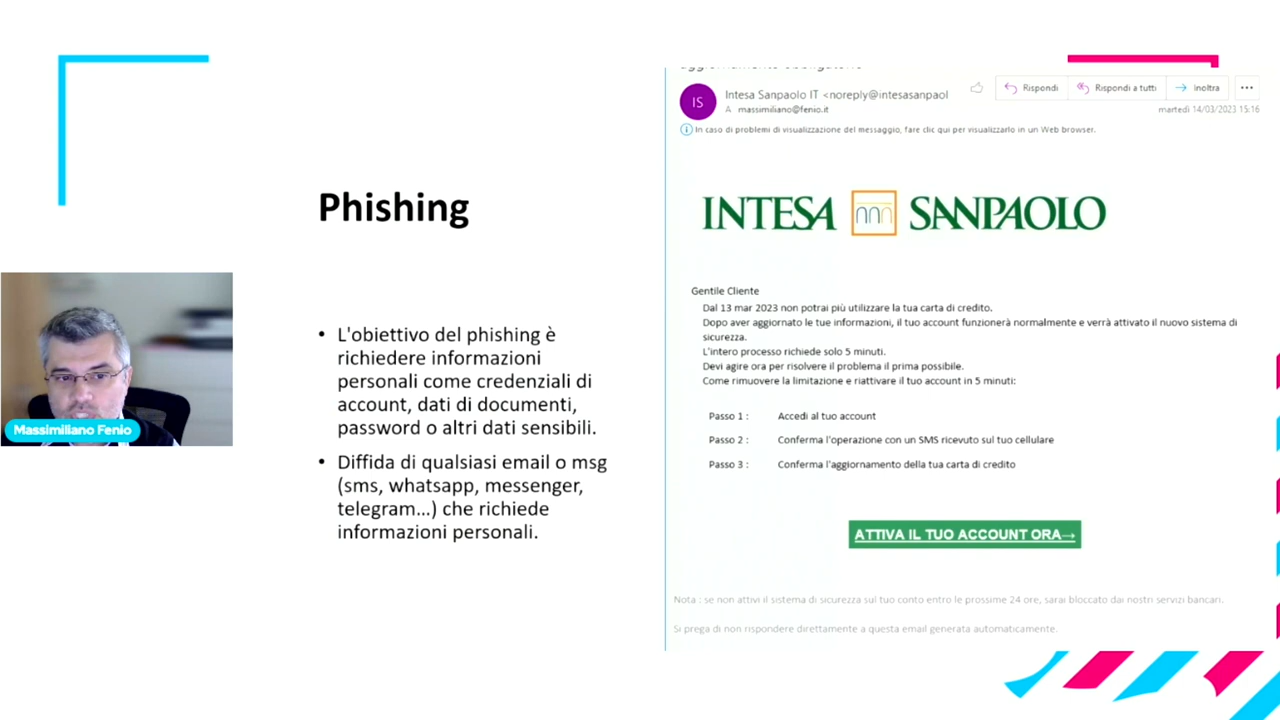 Phishing
Massimiliano Fenio
• L'obiettivo del phishing è
richiedere informazioni
personali come credenziali di
account, dati di documenti,
password o altri dati sensibili.
• Diffida di qualsiasi email o msg
(sms, whatsapp, messenger,
telegram...) che richiede
informazioni personali.
IS
Intesa Sanpaolo IT <noreply@intesasanpaol
Rispondi
Rispondi a tutti
Inoltra
A massimiliano@fenio.it
martedì 14/03/2023 15:16
In caso di problemi di visualizzazione del messaggio, fare clic qui per visualizzarlo in un Web browser.
INTESA SANPAOLO
Gentile Cliente
Dal 13 mar 2023 non potrai più utilizzare la tua carta di credito.
Dopo aver aggiornato le tue informazioni, il tuo account funzionerà normalmente e verrà attivato il nuovo sistema di
sicurezza.
L'intero processo richiede solo 5 minuti.
Devi agire ora per risolvere il problema il prima possibile.
Come rimuovere la limitazione e riattivare il tuo account in 5 minuti:
Passo 1 : Accedi al tuo account
Passo 2 : Conferma l'operazione con un SMS ricevuto sul tuo cellulare
Passo 3 : Conferma l'aggiornamento della tua carta di credito
ATTIVA IL TUO ACCOUNT ORA→
Nota : se non attivi il sistema di sicurezza sul tuo conto entro le prossime 24 ore, sarai bloccato dai nostri servizi bancari.
Si prega di non rispondere direttamente a questa email generata automaticamente.